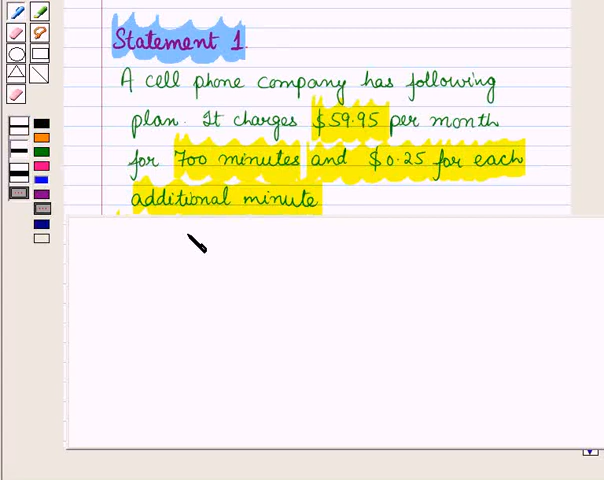 Statement 1.
A cell phone company has following
plan. It charges $59.95 per month
for 700 minutes and $0.25 for each
additional minute